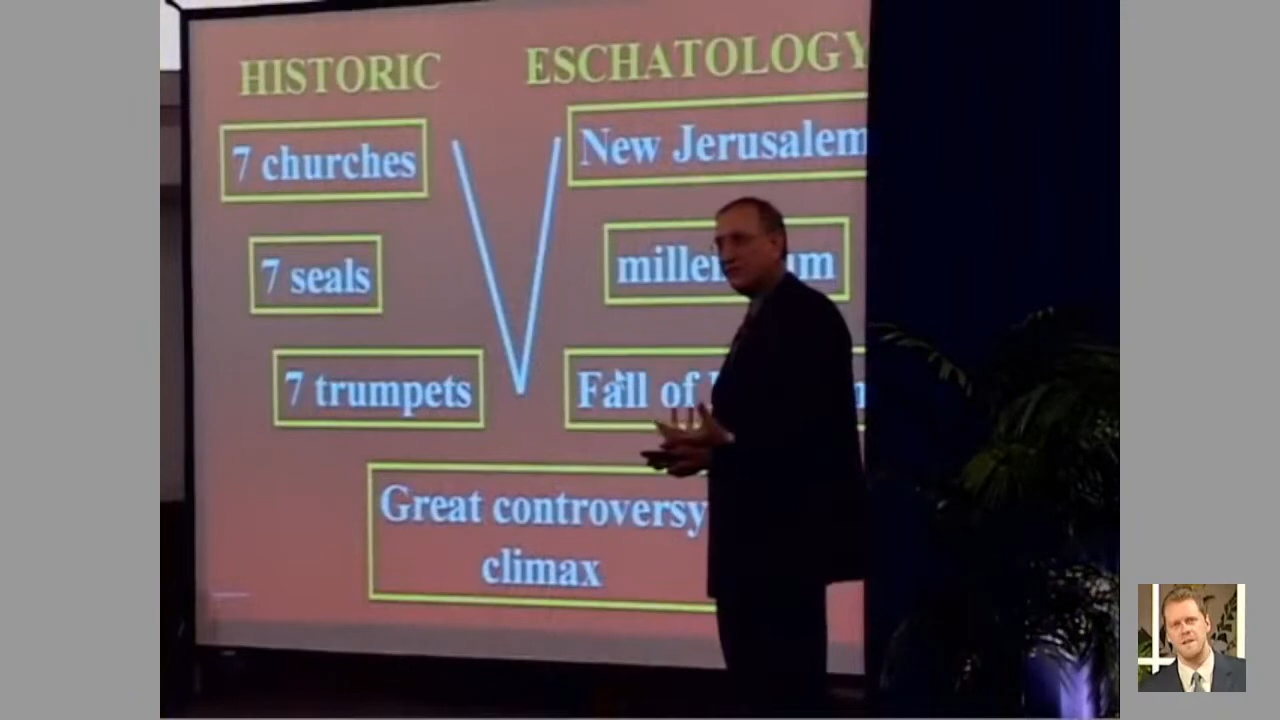 HISTORIC ESCHATOLOGY
7 churches
New Jerusalem
7 seals
7 trumpets
Fall of
Great controversy
climax